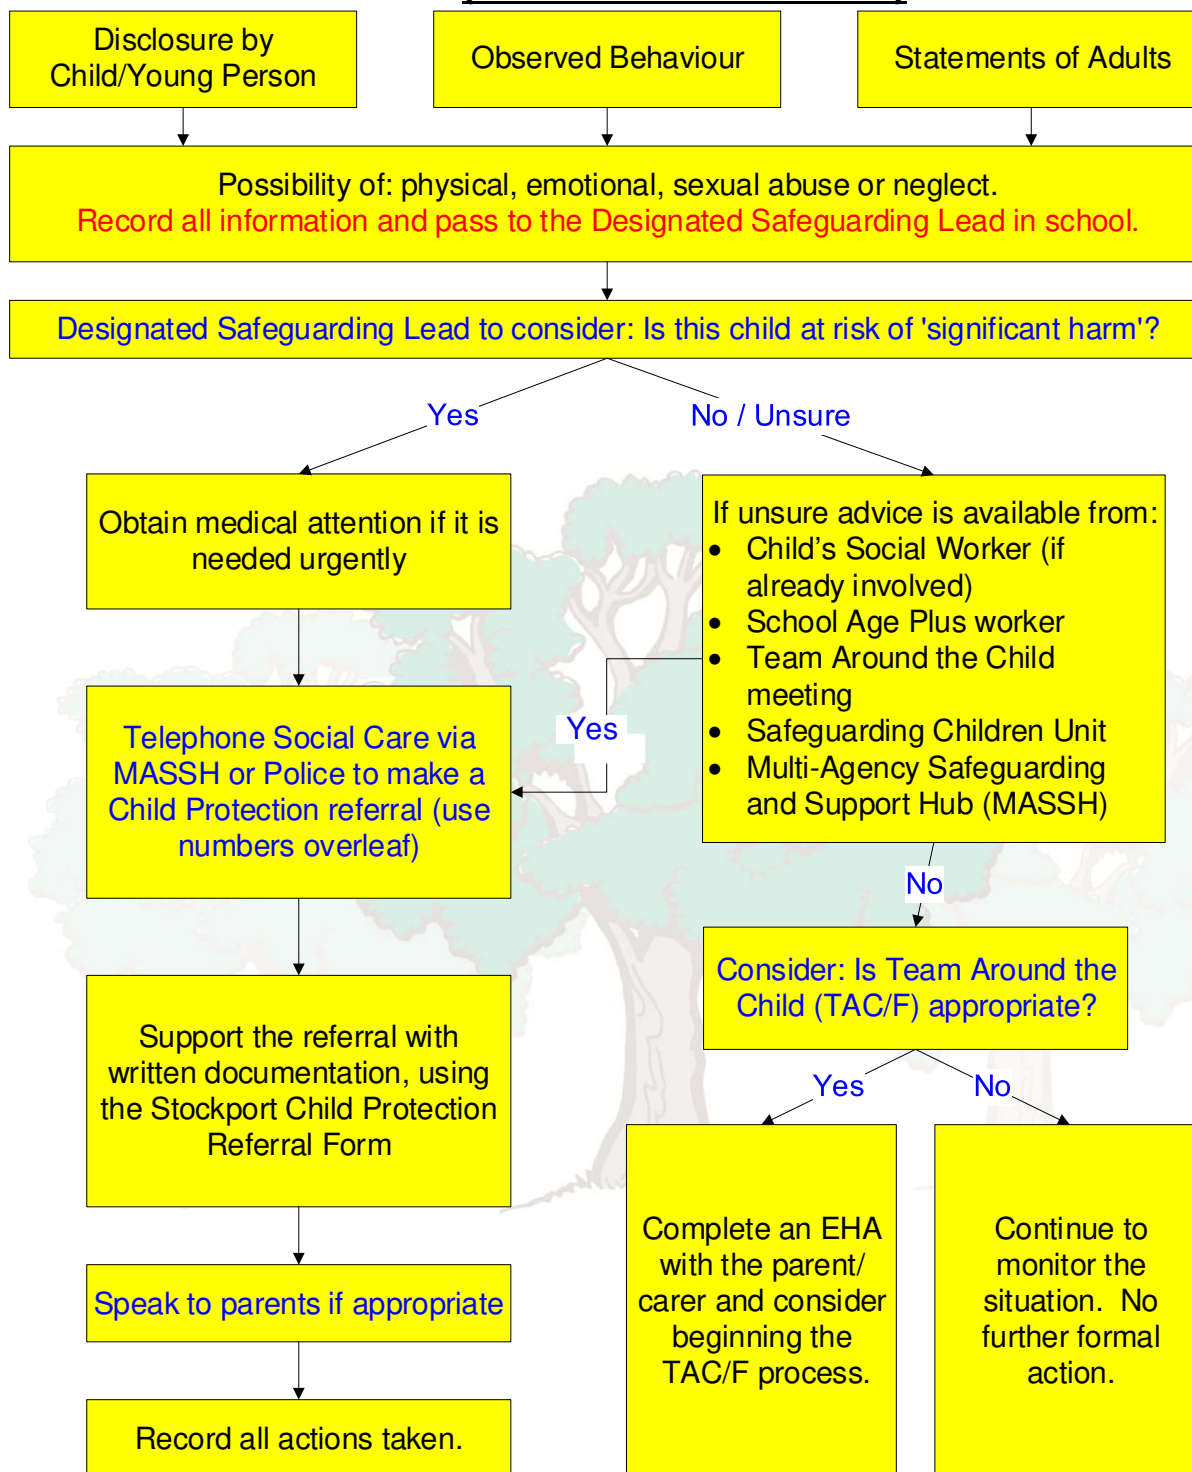 Disclosure by
Child/Young Person
Observed Behaviour
Statements of Adults
Possibility of: physical, emotional, sexual abuse or neglect.
Record all information and pass to the Designated Safeguarding Lead in school.
Designated Safeguarding Lead to consider: Is this child at risk of 'significant harm'?
Yes
No / Unsure
Obtain medical attention if it is
needed urgently
If unsure advice is available from:
• Child’s Social Worker (if
already involved)
• School Age Plus worker
• Team Around the Child
meeting
• Safeguarding Children Unit
• Multi-Agency Safeguarding
and Support Hub (MASSH)
Yes
Telephone Social Care via
MASSH or Police to make a
Child Protection referral (use
numbers overleaf)
No
Consider: Is Team Around the
Child (TAC/F) appropriate?
Support the referral with
written documentation, using
the Stockport Child Protection
Referral Form
Yes
No
Complete an EHA
with the parent/
carer and consider
beginning the
TAC/F process.
Continue to
monitor the
situation.  No
further formal
action.
Speak to parents if appropriate
Record all actions taken.